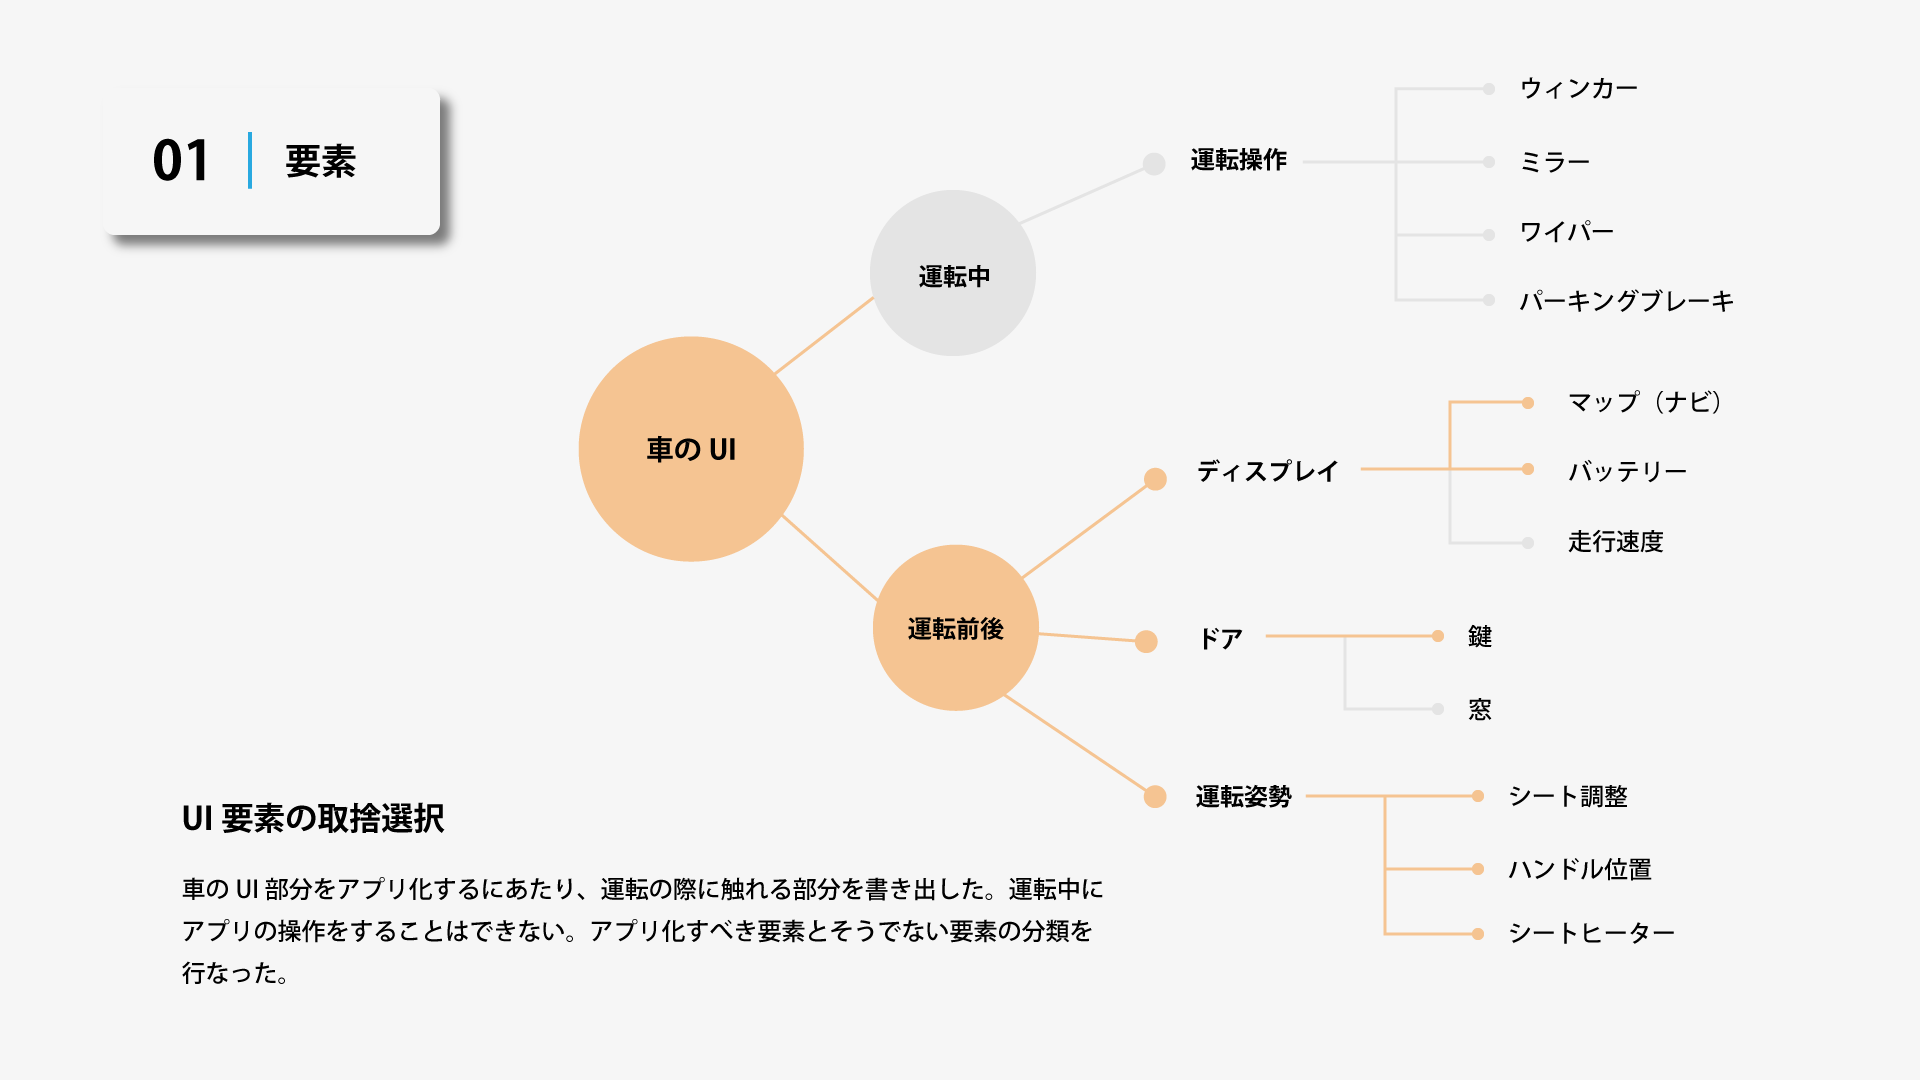 01 要素
車の UI
運転中
運転操作
ウィンカー
ミラー
ワイパー
パーキングブレーキ
運転前後
ディスプレイ
マップ（ナビ）
バッテリー
走行速度
ドア
鍵
窓
運転姿勢
シート調整
ハンドル位置
シートヒーター
UI 要素の取捨選択
車の UI 部分をアプリ化するにあたり、運転の際に触れる部分を書き出した。運転中に
アプリの操作をすることはできない。アプリ化すべき要素とそうでない要素の分類を
行なった。